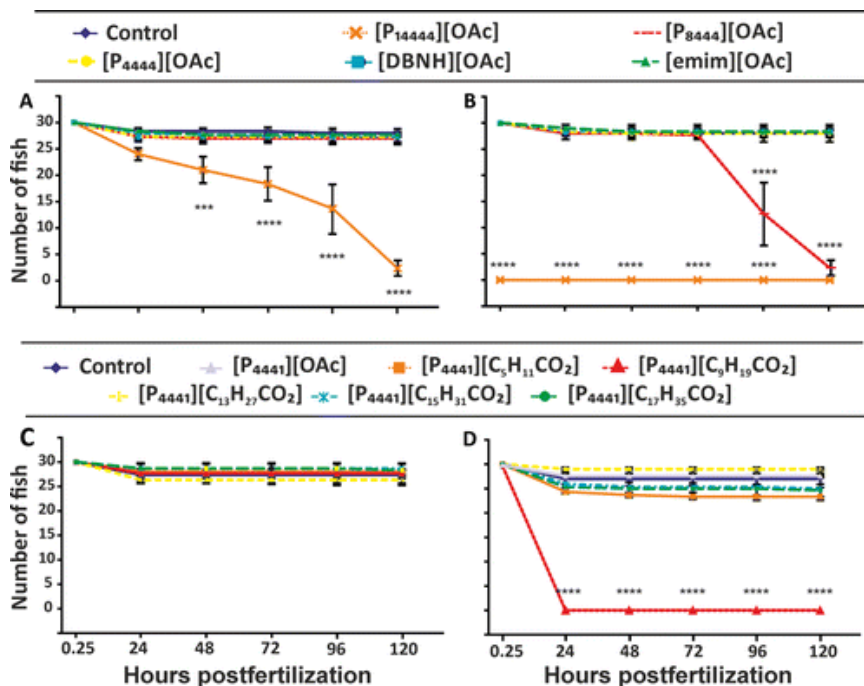 Control [P₁₄₄₄₄][OAc] [P₈₄₄₄][OAc]
[P₄₄₄₄][OAc] [DBNH][OAc] [emim][OAc]
A B
Number of fish
30
25
20
15
10
5
0
*** **** **** ****
**** ****
**** **** **** **** ****
Control [P₄₄₄₁][OAc] [P₄₄₄₁][C₅H₁₁CO₂] [P₄₄₄₁][C₉H₁₉CO₂]
[P₄₄₄₁][C₁₃H₂₇CO₂] [P₄₄₄₁][C₁₅H₃₁CO₂] [P₄₄₄₁][C₁₇H₃₅CO₂]
C D
Number of fish
30
25
20
15
10
5
0
**** **** **** **** ****
0.25 24 48 72 96 120 0.25 24 48 72 96 120
Hours postfertilization Hours postfertilization